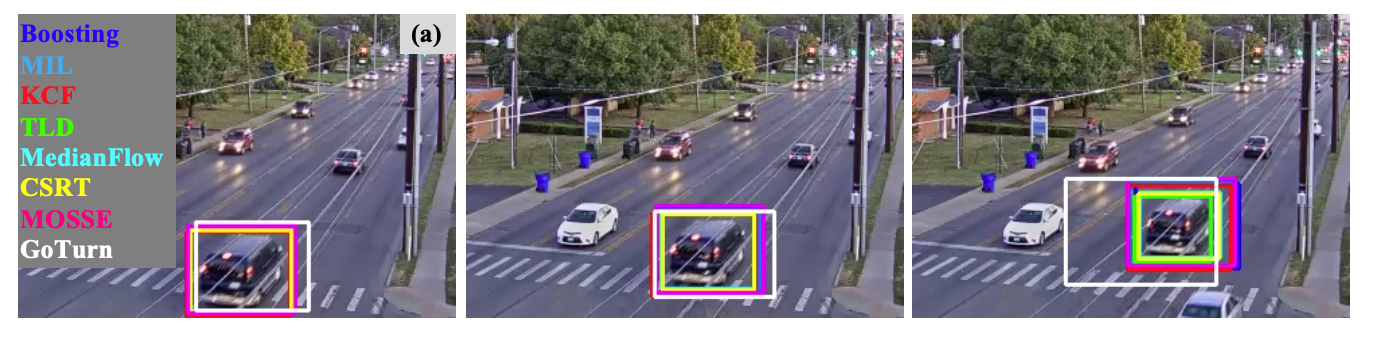 Boosting
(a)
MIL
KCF
TLD
MedianFlow
CSRT
MOSSE
GoTurn